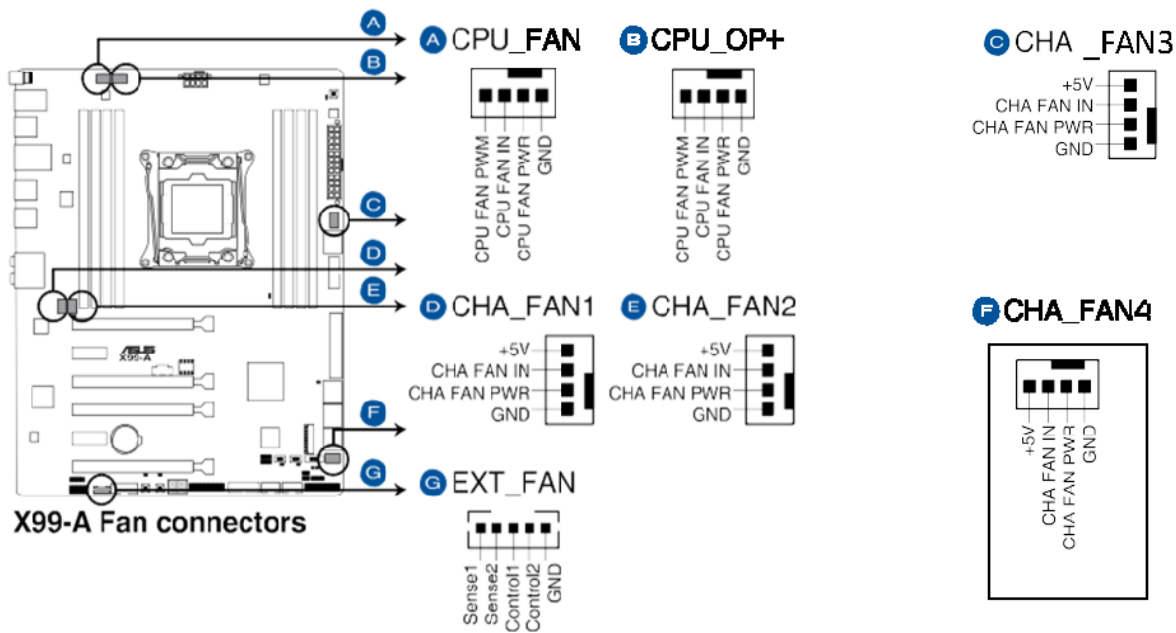 A
B
C
D
E
F
G
ASUS
X99-A
X99-A Fan connectors
A CPU_FAN
CPU FAN PWM
CPU FAN IN
CPU FAN PWR
GND
B CPU_OP+
CPU FAN PWM
CPU FAN IN
CPU FAN PWR
GND
C CHA _FAN3
+5V
CHA FAN IN
CHA FAN PWR
GND
D CHA_FAN1
+5V
CHA FAN IN
CHA FAN PWR
GND
E CHA_FAN2
+5V
CHA FAN IN
CHA FAN PWR
GND
F CHA_FAN4
+5V
CHA FAN IN
CHA FAN PWR
GND
G EXT_FAN
Sense1
Sense2
Control1
Control2
GND